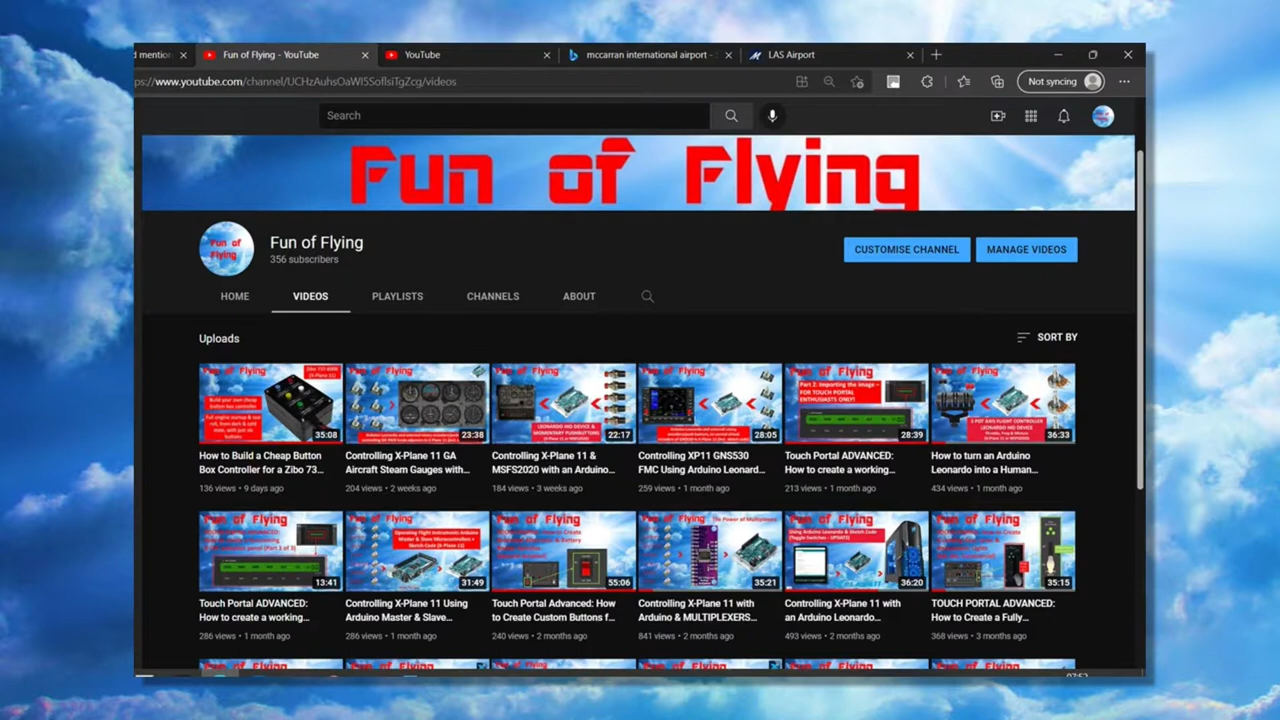 d mention
Fun of Flying - YouTube
YouTube
mccarran international airport -
LAS Airport
ps://www.youtube.com/channel/UCHzAuhsOaWI5SofIsiTgZcg/videos
Not syncing
Search
Fun of Flying
Fun of
Flying
Fun of Flying
356 subscribers
CUSTOMISE CHANNEL
MANAGE VIDEOS
HOME
VIDEOS
PLAYLISTS
CHANNELS
ABOUT
Uploads
SORT BY
35:08
23:38
22:17
28:05
28:39
36:33
How to Build a Cheap Button
Box Controller for a Zibo 73...
136 views • 9 days ago
Controlling X-Plane 11 GA
Aircraft Steam Gauges with...
204 views • 2 weeks ago
Controlling X-Plane 11 &
MSFS2020 with an Arduino...
184 views • 3 weeks ago
Controlling XP11 GNS530
FMC Using Arduino Leonard...
259 views • 1 month ago
Touch Portal ADVANCED:
How to create a working...
213 views • 1 month ago
How to turn an Arduino
Leonardo into a Human...
434 views • 1 month ago
13:41
31:49
55:06
35:21
36:20
35:15
Touch Portal ADVANCED:
How to create a working...
286 views • 1 month ago
Controlling X-Plane 11 Using
Arduino Master & Slave...
286 views • 1 month ago
Touch Portal Advanced: How
to Create Custom Buttons f...
240 views • 2 months ago
Controlling X-Plane 11 with
Arduino & MULTIPLEXERS...
841 views • 2 months ago
Controlling X-Plane 11 with
an Arduino Leonardo...
493 views • 2 months ago
TOUCH PORTAL ADVANCED:
How to Create a Fully...
368 views • 3 months ago